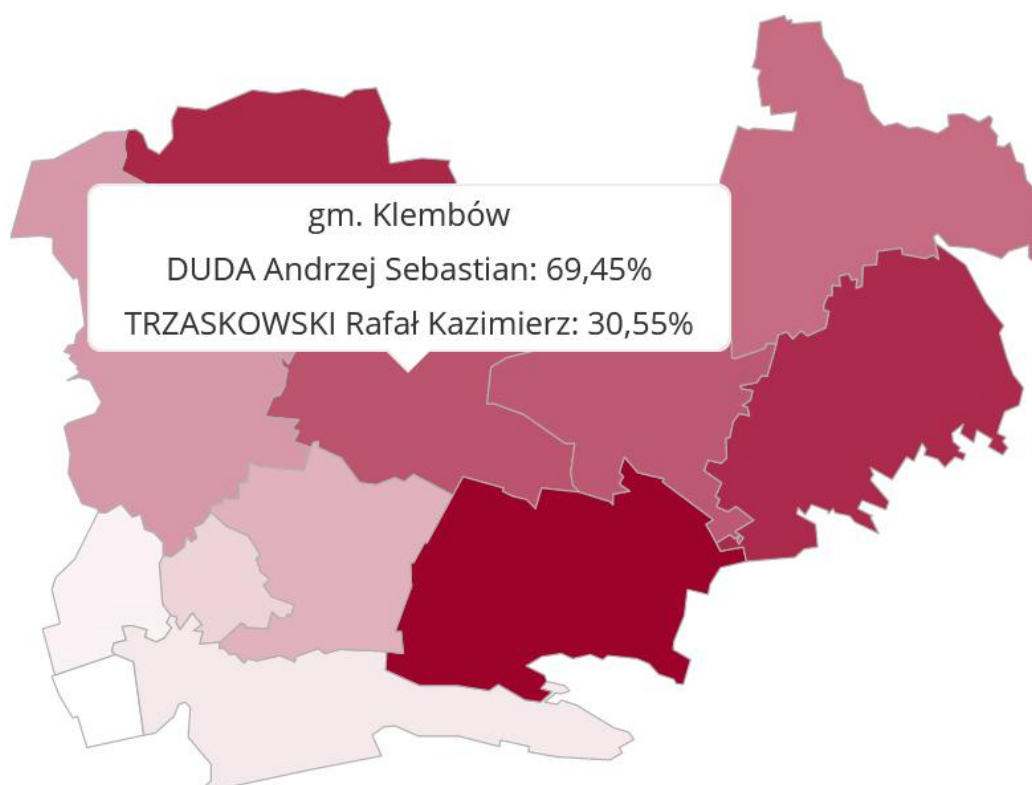 gm. Klembów
DUDA Andrzej Sebastian: 69,45%
TRZASKOWSKI Rafał Kazimierz: 30,55%